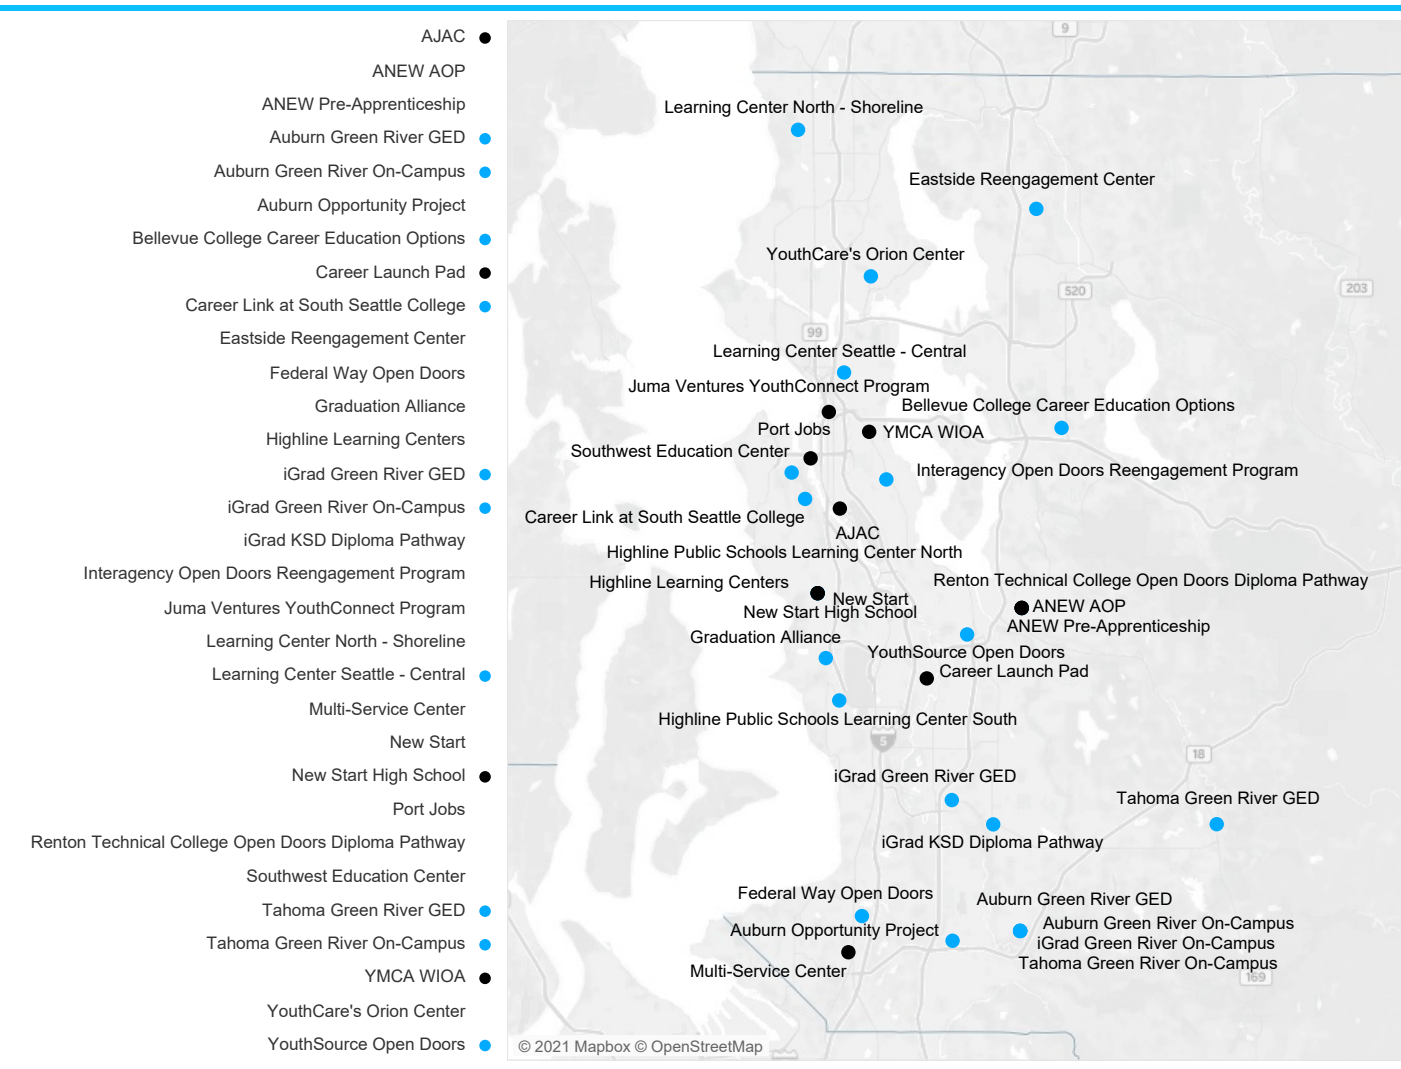 AJAC
ANEW AOP
ANEW Pre-Apprenticeship
Auburn Green River GED
Auburn Green River On-Campus
Auburn Opportunity Project
Bellevue College Career Education Options
Career Launch Pad
Career Link at South Seattle College
Eastside Reengagement Center
Federal Way Open Doors
Graduation Alliance
Highline Learning Centers
iGrad Green River GED
iGrad Green River On-Campus
iGrad KSD Diploma Pathway
Interagency Open Doors Reengagement Program
Juma Ventures YouthConnect Program
Learning Center North - Shoreline
Learning Center Seattle - Central
Multi-Service Center
New Start
New Start High School
Port Jobs
Renton Technical College Open Doors Diploma Pathway
Southwest Education Center
Tahoma Green River GED
Tahoma Green River On-Campus
YMCA WIOA
YouthCare's Orion Center
YouthSource Open Doors
9
Learning Center North - Shoreline
Eastside Reengagement Center
YouthCare's Orion Center
520
203
99
Learning Center Seattle - Central
Juma Ventures YouthConnect Program
Bellevue College Career Education Options
Port Jobs
YMCA WIOA
Southwest Education Center
Interagency Open Doors Reengagement Program
Career Link at South Seattle College
AJAC
Highline Public Schools Learning Center North
Highline Learning Centers
Renton Technical College Open Doors Diploma Pathway
New Start
ANEW AOP
New Start High School
ANEW Pre-Apprenticeship
Graduation Alliance
YouthSource Open Doors
Career Launch Pad
Highline Public Schools Learning Center South
5
18
iGrad Green River GED
Tahoma Green River GED
iGrad KSD Diploma Pathway
Federal Way Open Doors
Auburn Green River GED
Auburn Green River On-Campus
Auburn Opportunity Project
iGrad Green River On-Campus
Tahoma Green River On-Campus
Multi-Service Center
169
© 2021 Mapbox © OpenStreetMap